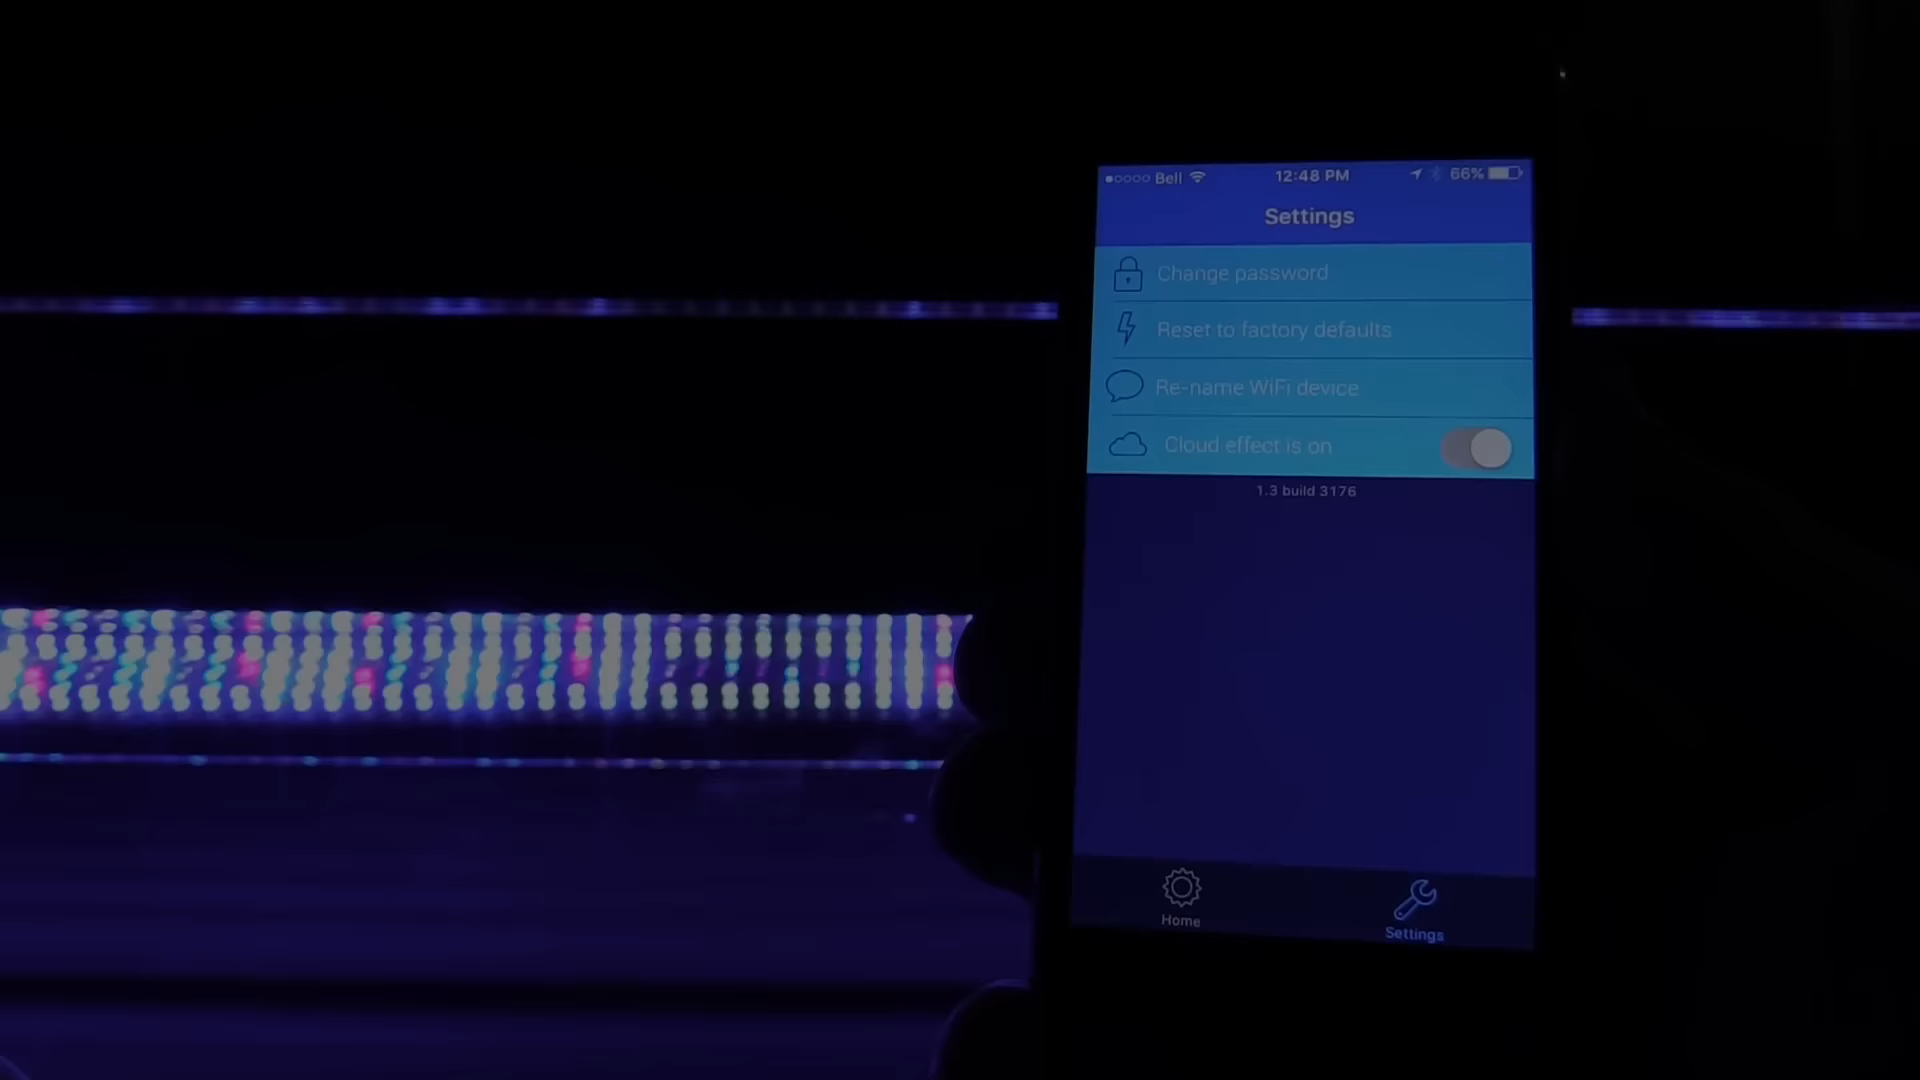 Bell 12:48 PM 66%
Settings
Change password
Reset to factory defaults
Re-name WiFi device
Cloud effect is on
1.3 build 3176
Home
Settings